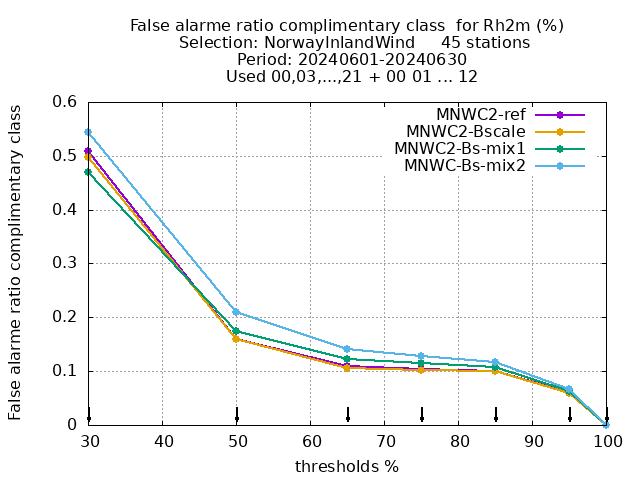 False alarme ratio complimentary class  for Rh2m (%)
Selection: NorwayInlandWind     45 stations
Period: 20240601-20240630
Used 00,03,...,21 + 00 01 ... 12
False alarme ratio complimentary class
0.6
0.5
0.4
0.3
0.2
0.1
0
MNWC2-ref
MNWC2-Bscale
MNWC2-Bs-mix1
MNWC-Bs-mix2
30 40 50 60 70 80 90 100
thresholds %